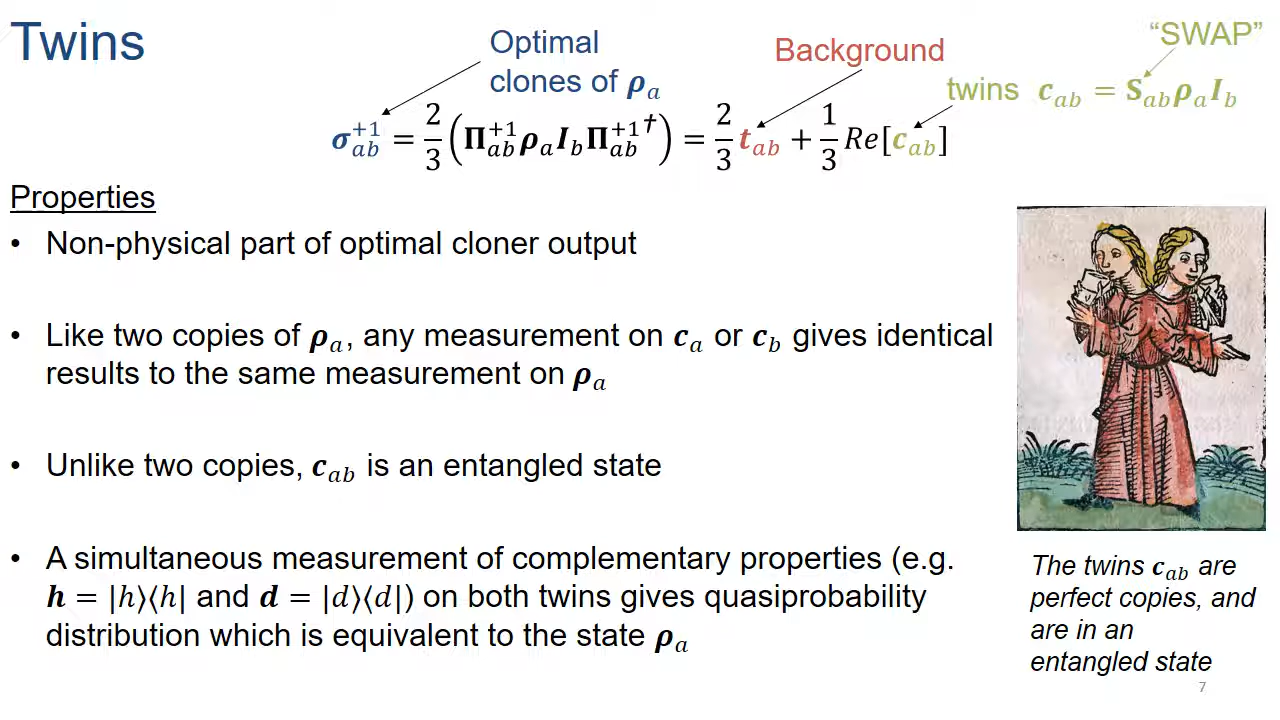 Twins
Optimal
clones of ρₐ
Background
“SWAP”
twins c_ab = S_ab ρ_a I_b
σ_ab^{+1} = 2/3 (Π_ab^{+1} ρ_a I_b Π_ab^{+1†}) = 2/3 t_ab + 1/3 Re[c_ab]
Properties
• Non-physical part of optimal cloner output
• Like two copies of ρ_a, any measurement on c_a or c_b gives identical
results to the same measurement on ρ_a
• Unlike two copies, c_ab is an entangled state
• A simultaneous measurement of complementary properties (e.g.
h = |h⟩⟨h| and d = |d⟩⟨d|) on both twins gives quasiprobability
distribution which is equivalent to the state ρ_a
The twins c_ab are
perfect copies, and
are in an
entangled state
7